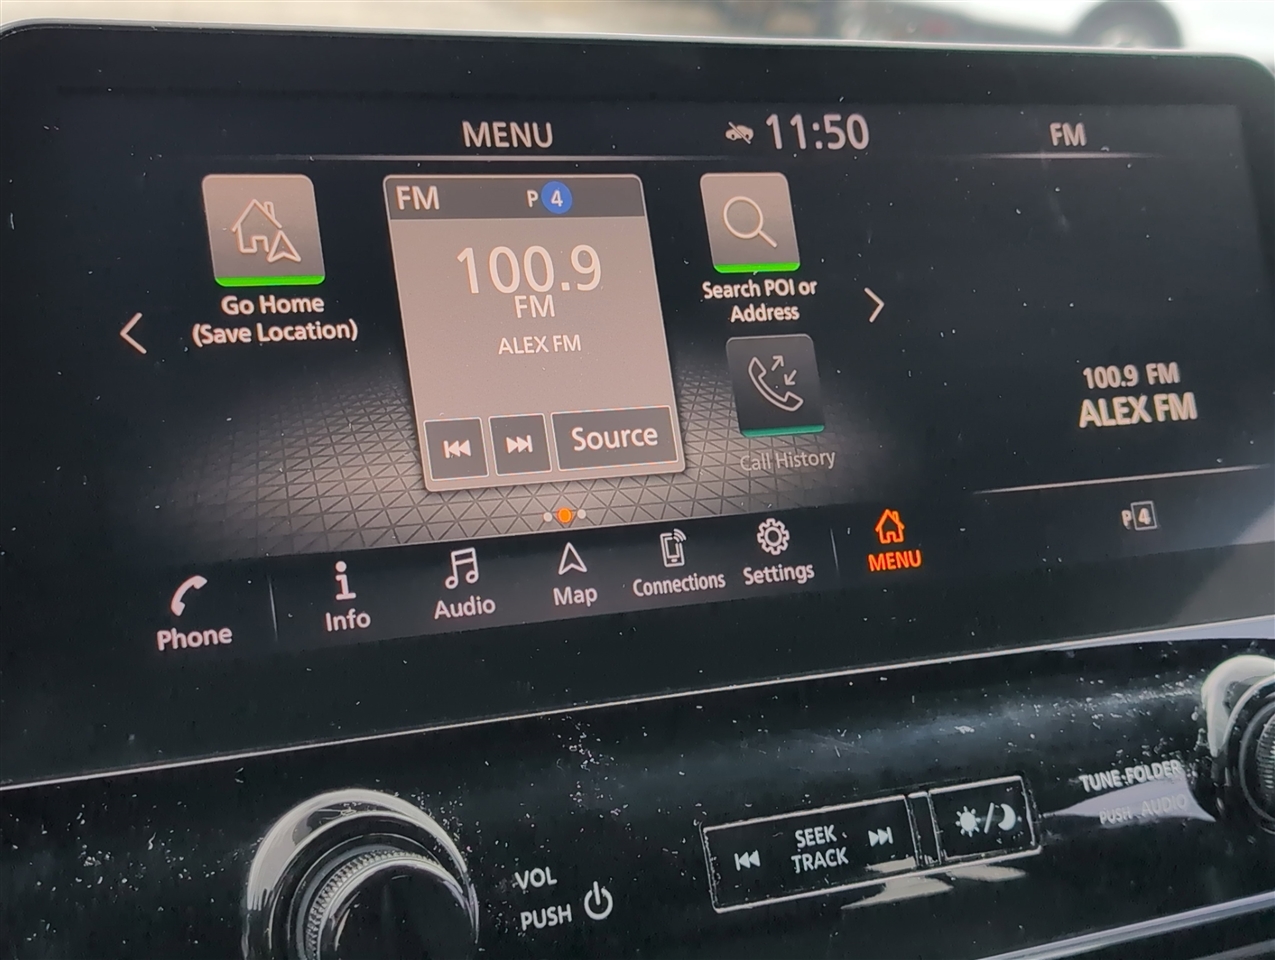 MENU
11:50
FM
FM P 4
100.9
FM
ALEX FM
Source
Go Home
(Save Location)
Search POI or
Address
Call History
100.9 FM
ALEX FM
P 4
Phone
Info
Audio
Map
Connections
Settings
MENU
VOL
PUSH
SEEK
TRACK
TUNE·FOLDER
PUSH AUDIO